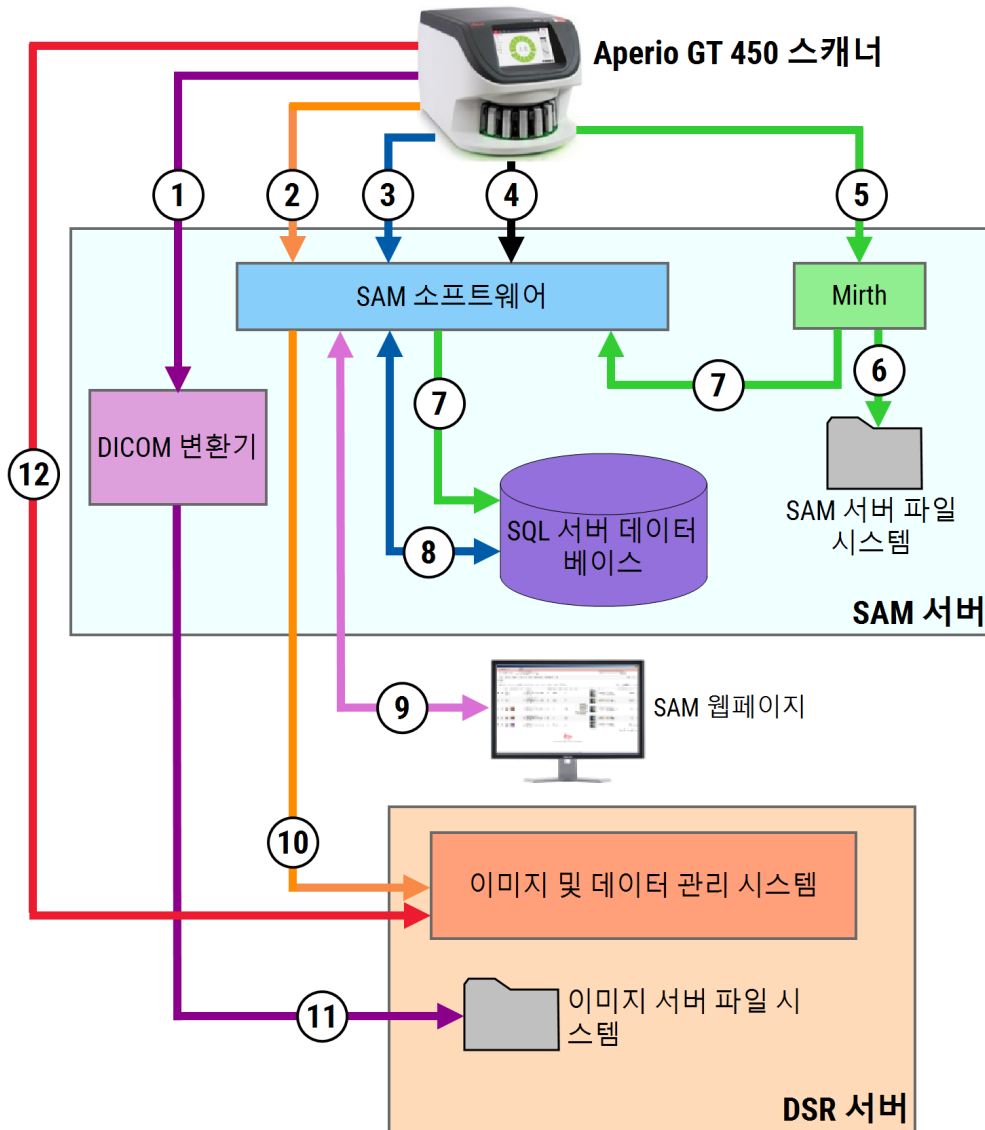 Aperio GT 450 스캐너
1
2
3
4
5
SAM 소프트웨어
Mirth
6
7
7
DICOM 변환기
12
SQL 서버 데이터
베이스
8
SAM 서버 파일
시스템
SAM 서버
9
SAM 웹페이지
10
이미지 및 데이터 관리 시스템
11
이미지 서버 파일 시
스템
DSR 서버